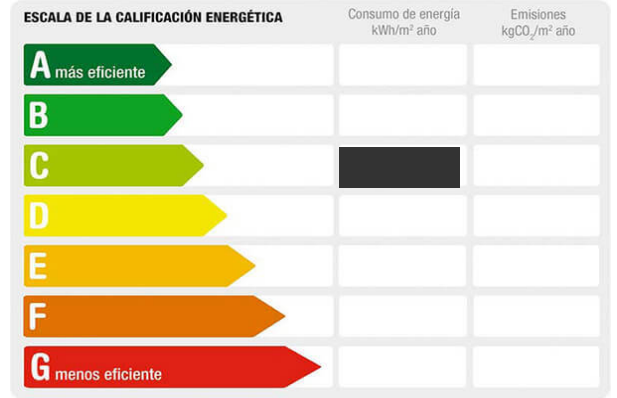 ESCALA DE LA CALIFICACIÓN ENERGÉTICA
Consumo de energía
kWh/m² año
Emisiones
kgCO₂/m² año
A más eficiente
B
C
D
E
F
G menos eficiente